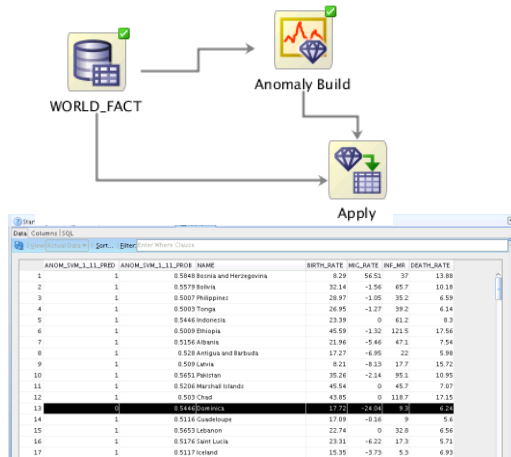 WORLD_FACT
Anomaly Build
Apply
Star
Data Columns SQL
View: Actual Data Sort... Filter: Enter Where Clause
ANOM_SVM_1_11_PRED ANOM_SVM_1_11_PROB NAME BIRTH_RATE MIG_RATE INF_MR DEATH_RATE
1 1 0.5848 Bosnia and Herzegovina 8.29 56.51 37 13.88
2 1 0.5579 Bolivia 32.14 -1.56 65.7 10.18
3 1 0.5007 Philippines 28.97 -1.05 35.2 6.59
4 1 0.5003 Tonga 26.95 -1.27 39.2 6.14
5 1 0.5446 Indonesia 23.39 0 61.2 8.3
6 1 0.5009 Ethiopia 45.59 -1.32 121.5 17.56
7 1 0.5156 Albania 21.96 -5.46 47.1 7.54
8 1 0.528 Antigua and Barbuda 17.27 -6.95 22 5.98
9 1 0.509 Latvia 8.21 -8.13 17.7 15.72
10 1 0.5651 Pakistan 35.26 -2.14 95.1 10.95
11 1 0.5206 Marshall Islands 45.54 0 45.7 7.07
12 1 0.503 Chad 43.85 0 118.7 17.15
13 0 0.5446 Dominica 17.72 -24.04 9.3 6.24
14 1 0.5116 Guadeloupe 17.09 -0.16 9 5.6
15 1 0.5653 Lebanon 22.74 0 32.8 6.56
16 1 0.5176 Saint Lucia 23.31 -6.22 17.3 5.71
17 1 0.5117 Iceland 15.35 -3.73 5.3 6.93